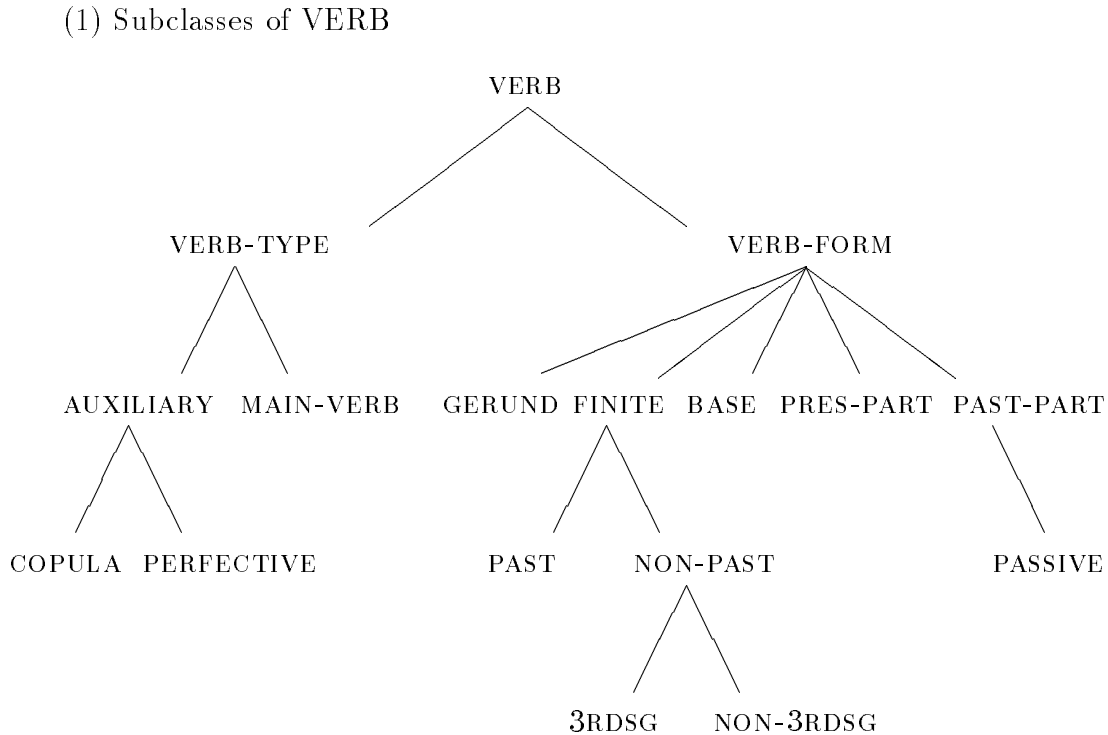 (1) Subclasses of VERB
VERB
VERB-TYPE VERB-FORM
AUXILIARY MAIN-VERB GERUND FINITE BASE PRES-PART PAST-PART
COPULA PERFECTIVE PAST NON-PAST PASSIVE
3RDSG NON-3RDSG